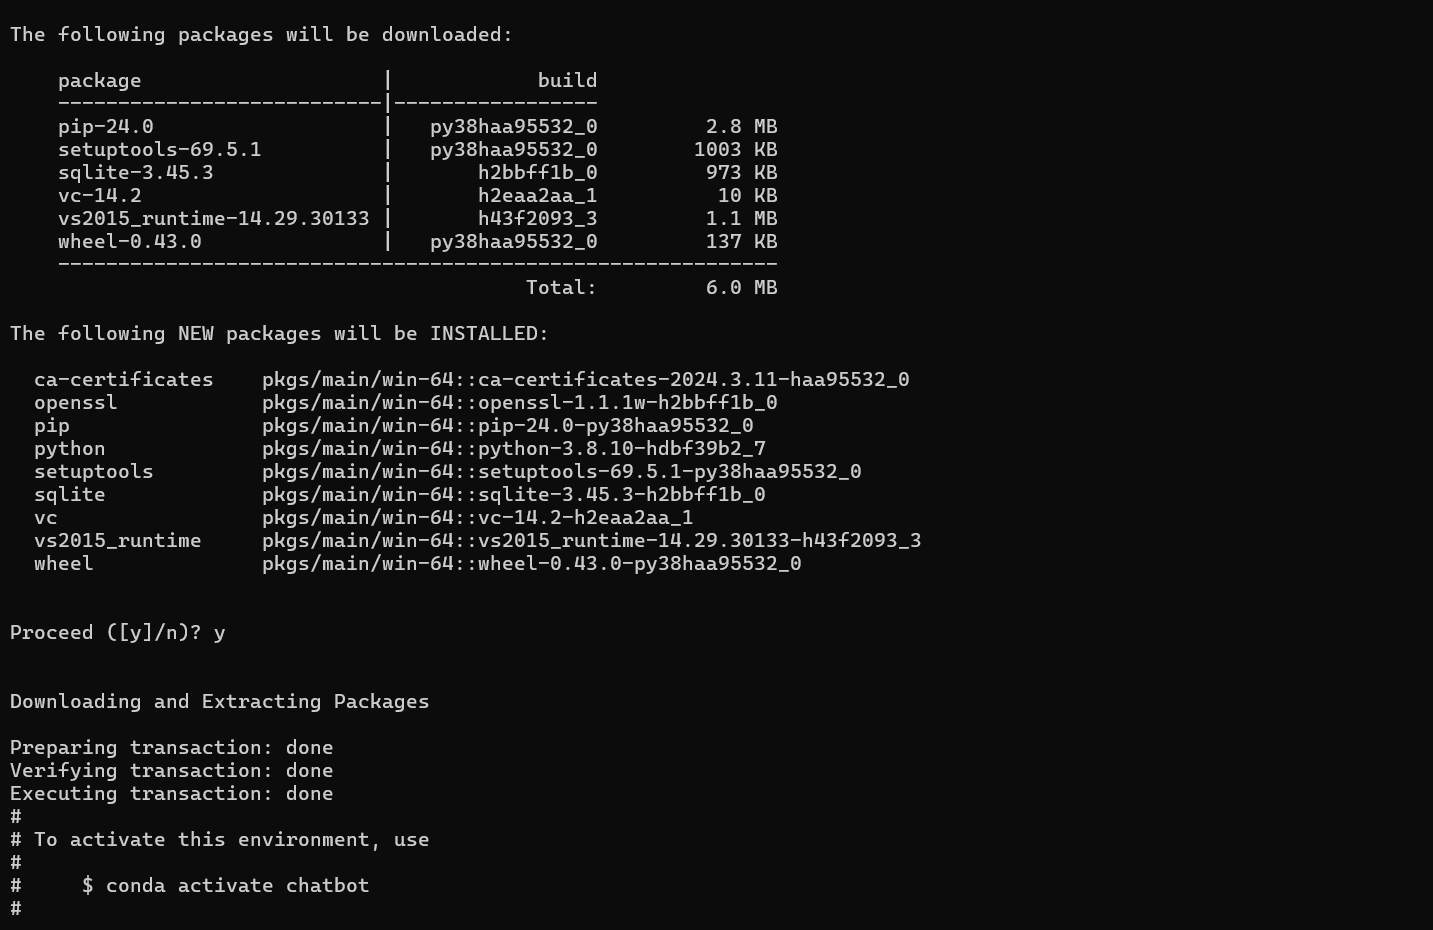 The following packages will be downloaded:
package | build
---------------------------|-----------------
pip-24.0 | py38haa95532_0 2.8 MB
setuptools-69.5.1 | py38haa95532_0 1003 KB
sqlite-3.45.3 | h2bbff1b_0 973 KB
vc-14.2 | h2eaa2aa_1 10 KB
vs2015_runtime-14.29.30133 | h43f2093_3 1.1 MB
wheel-0.43.0 | py38haa95532_0 137 KB
------------------------------------------------------------
Total: 6.0 MB
The following NEW packages will be INSTALLED:
ca-certificates pkgs/main/win-64::ca-certificates-2024.3.11-haa95532_0
openssl pkgs/main/win-64::openssl-1.1.1w-h2bbff1b_0
pip pkgs/main/win-64::pip-24.0-py38haa95532_0
python pkgs/main/win-64::python-3.8.10-hdbf39b2_7
setuptools pkgs/main/win-64::setuptools-69.5.1-py38haa95532_0
sqlite pkgs/main/win-64::sqlite-3.45.3-h2bbff1b_0
vc pkgs/main/win-64::vc-14.2-h2eaa2aa_1
vs2015_runtime pkgs/main/win-64::vs2015_runtime-14.29.30133-h43f2093_3
wheel pkgs/main/win-64::wheel-0.43.0-py38haa95532_0
Proceed ([y]/n)? y
Downloading and Extracting Packages
Preparing transaction: done
Verifying transaction: done
Executing transaction: done
#
# To activate this environment, use
#
# $ conda activate chatbot
#